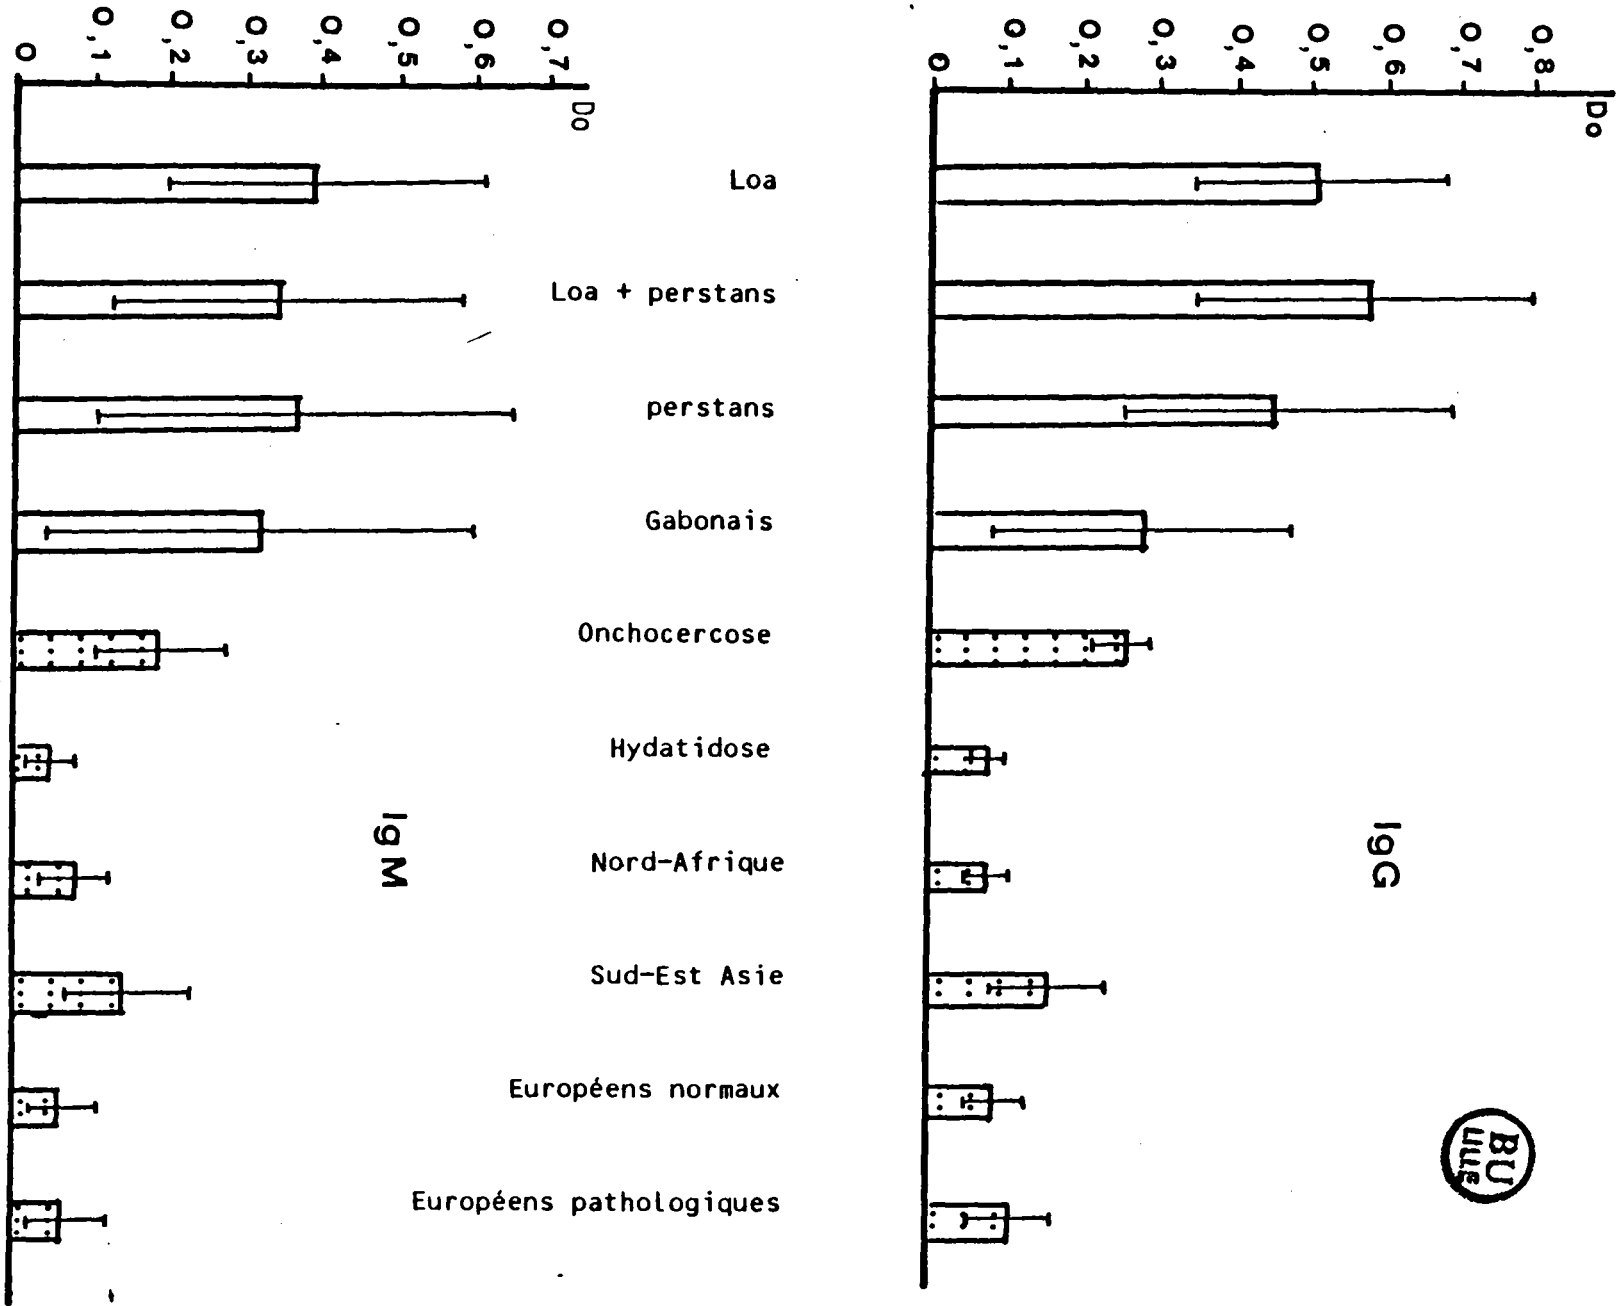 0
0,1
0,2
0,3
0,4
0,5
0,6
0,7
Do
0
0,1
0,2
0,3
0,4
0,5
0,6
0,7
0,8
Do
Loa
Loa + perstans
perstans
Gabonais
Onchocercose
Hydatidose
Nord-Afrique
Sud-Est Asie
Européens normaux
Européens pathologiques
IgM
IgG
BU
LILLE